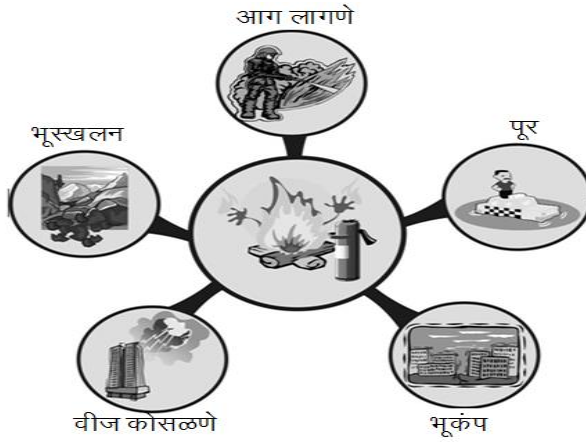 आग लागणे
भूस्खलन
पूर
वीज कोसळणे
भूकंप